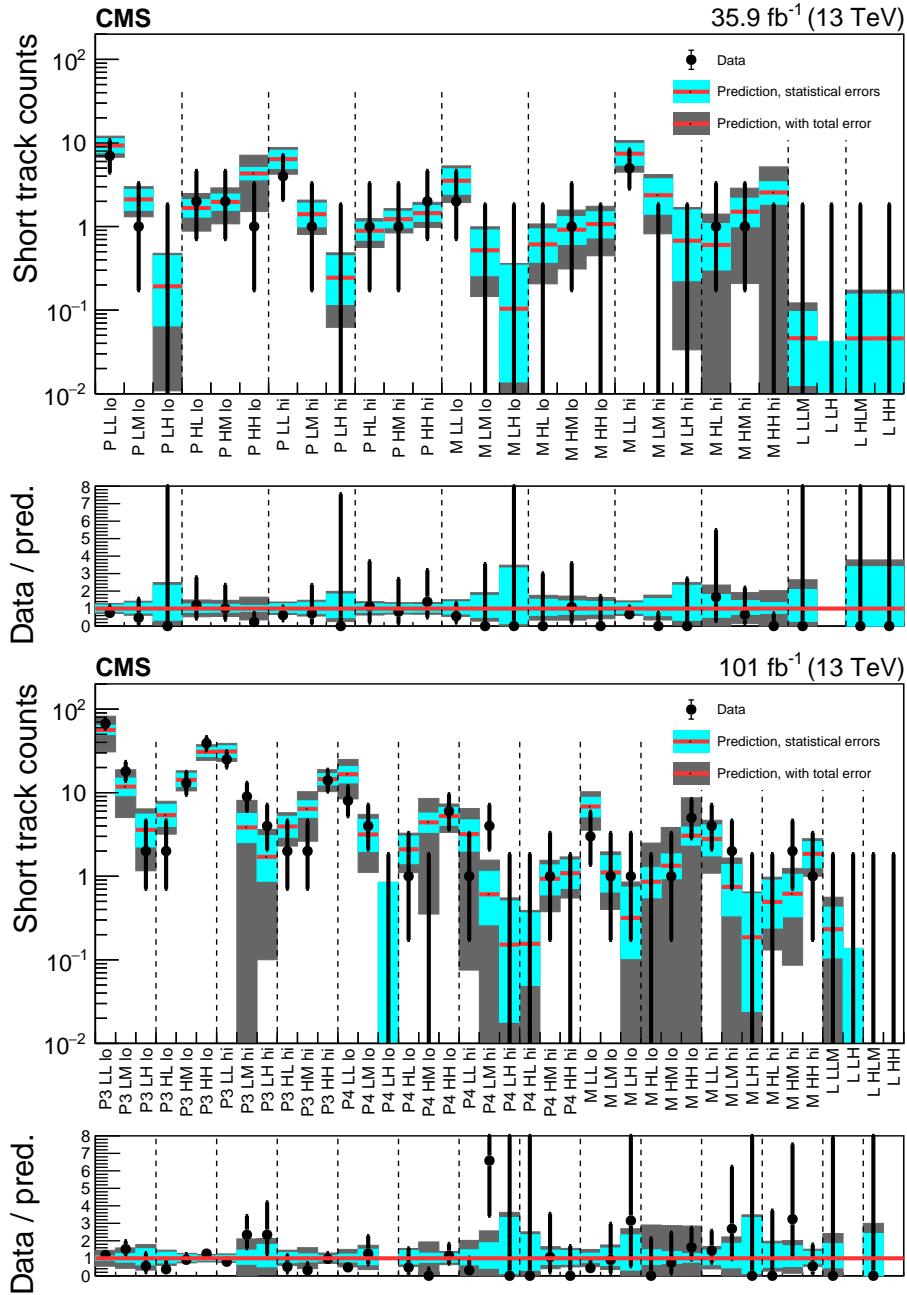 CMS
35.9 fb⁻¹ (13 TeV)
Short track counts
10²
10
1
10⁻¹
10⁻²
Data
Prediction, statistical errors
Prediction, with total error
P LL lo
P LM lo
P LH lo
P HL lo
P HM lo
P HH lo
P LL hi
P LM hi
P LH hi
P HL hi
P HM hi
P HH hi
M LL lo
M LM lo
M LH lo
M HL lo
M HM lo
M HH lo
M LL hi
M LM hi
M LH hi
M HL hi
M HM hi
M HH hi
L LLM
L LLH
L HLM
L HH
Data / pred.
8
7
6
5
4
3
2
1
0
CMS
101 fb⁻¹ (13 TeV)
Short track counts
10²
10
1
10⁻¹
10⁻²
Data
Prediction, statistical errors
Prediction, with total error
P3 LL lo
P3 LM lo
P3 LH lo
P3 HL lo
P3 HM lo
P3 HH lo
P3 LL hi
P3 LM hi
P3 LH hi
P3 HL hi
P3 HM hi
P3 HH hi
P4 LL lo
P4 LM lo
P4 LH lo
P4 HL lo
P4 HM lo
P4 HH lo
P4 LL hi
P4 LM hi
P4 LH hi
P4 HL hi
P4 HM hi
P4 HH hi
M LL lo
M LM lo
M LH lo
M HL lo
M HM lo
M HH lo
M LL hi
M LM hi
M LH hi
M HL hi
M HM hi
M HH hi
L LLM
L LLH
L HLM
L HH
Data / pred.
8
7
6
5
4
3
2
1
0